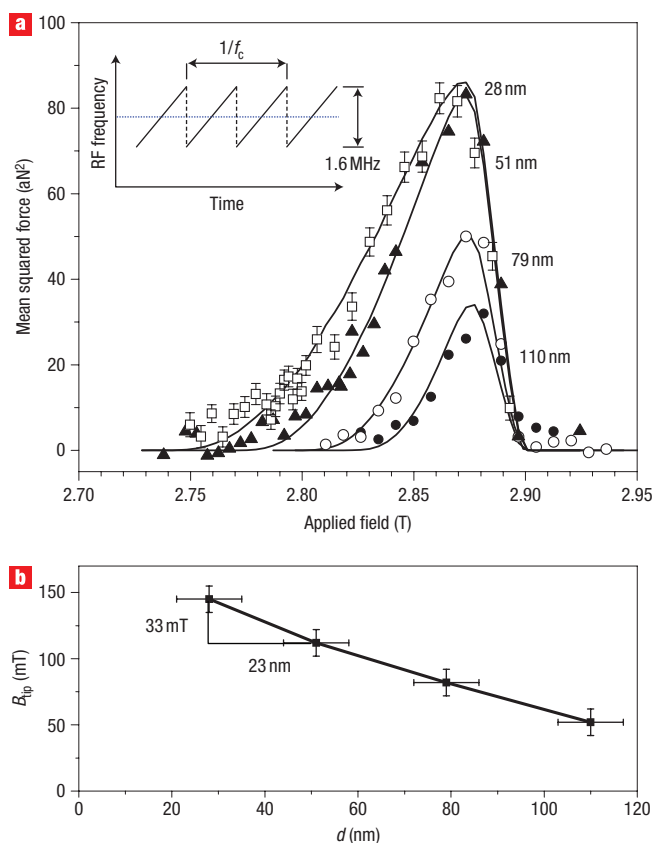 a
1/fc
RF frequency
1.6 MHz
Time
28 nm
51 nm
79 nm
110 nm
Mean squared force (aN²)
100
80
60
40
20
0
2.70 2.75 2.80 2.85 2.90 2.95
Applied field (T)
b
150
100
50
0
33 mT
23 nm
Btip (mT)
0 20 40 60 80 100 120
d (nm)